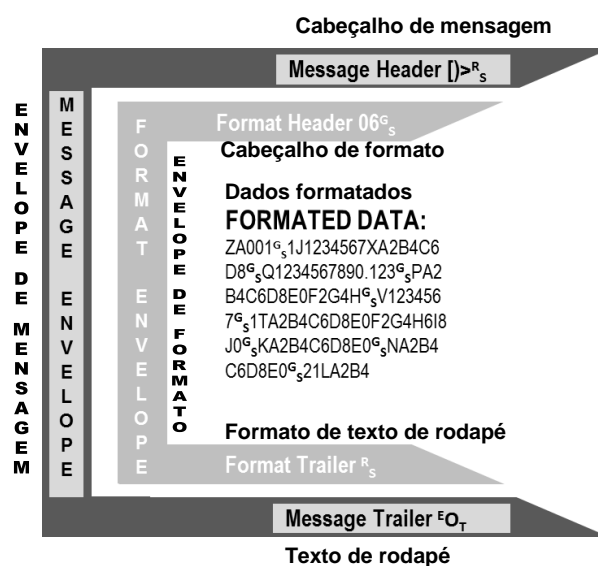 Cabeçalho de mensagem
Message Header [)>ᴿS
ENVELOPE DE MENSAGEM
MESSAGE ENVELOPE
FORMAT ENVELOPE
Format Header 06ᴳS
Cabeçalho de formato
ENVELOPE DE FORMATO
Dados formatados
FORMATED DATA:
ZA001ᴳS1J1234567XA2B4C6
D8ᴳSQ1234567890.123ᴳSPA2
B4C6D8E0F2G4HᴳSV123456
7ᴳS1TA2B4C6D8E0F2G4H6I8
J0ᴳSKA2B4C6D8E0ᴳSNA2B4
C6D8E0ᴳS21LA2B4
Formato de texto de rodapé
Format Trailer ᴿS
Message Trailer ᴱOT
Texto de rodapé